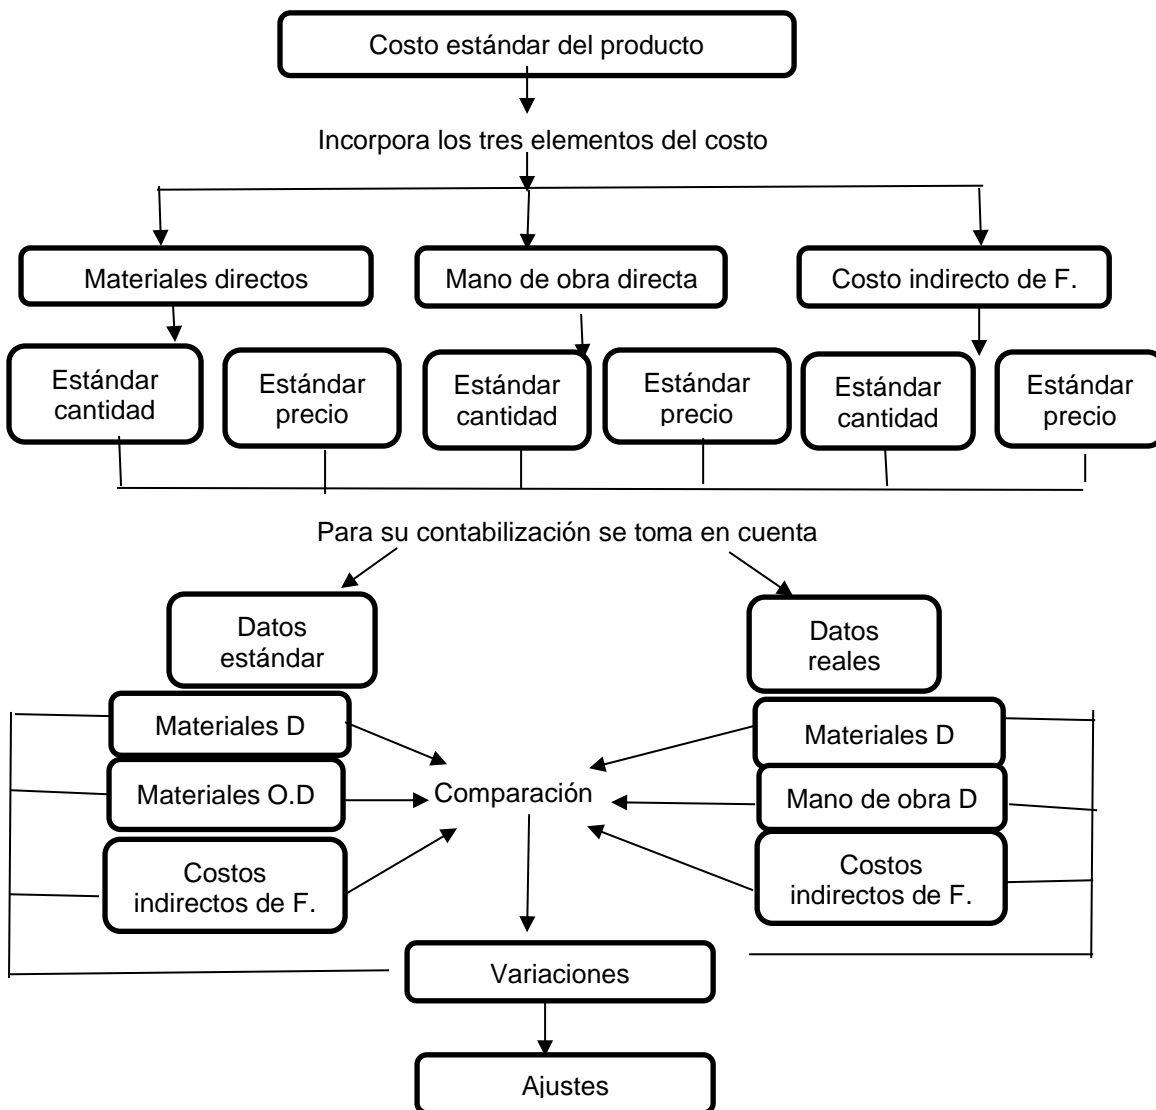 Costo estándar del producto
Incorpora los tres elementos del costo
Materiales directos
Mano de obra directa
Costo indirecto de F.
Estándar
cantidad
Estándar
precio
Estándar
cantidad
Estándar
precio
Estándar
cantidad
Estándar
precio
Para su contabilización se toma en cuenta
Datos
estándar
Datos
reales
Materiales D
Materiales O.D
Costos
indirectos de F.
Comparación
Materiales D
Mano de obra D
Costos
indirectos de F.
Variaciones
Ajustes